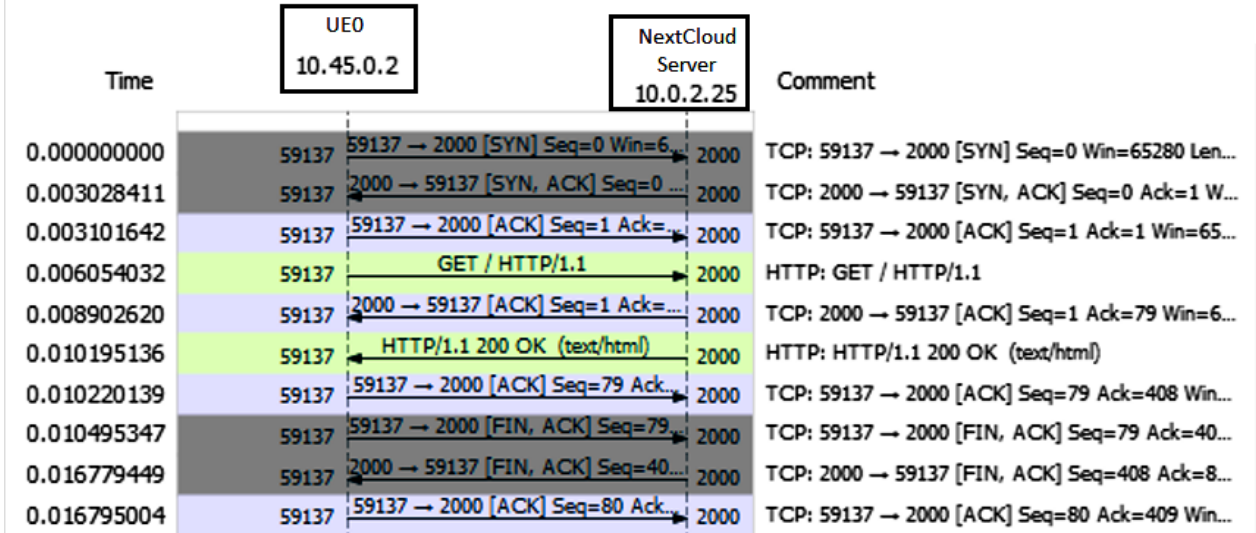 UE0
10.45.0.2
NextCloud
Server
10.0.2.25
Time
Comment
0.000000000 59137 59137 → 2000 [SYN] Seq=0 Win=6... 2000 TCP: 59137 → 2000 [SYN] Seq=0 Win=65280 Len...
0.003028411 59137 2000 → 59137 [SYN, ACK] Seq=0 ... 2000 TCP: 2000 → 59137 [SYN, ACK] Seq=0 Ack=1 W...
0.003101642 59137 59137 → 2000 [ACK] Seq=1 Ack=... 2000 TCP: 59137 → 2000 [ACK] Seq=1 Ack=1 Win=65...
0.006054032 59137 GET / HTTP/1.1 2000 HTTP: GET / HTTP/1.1
0.008902620 59137 2000 → 59137 [ACK] Seq=1 Ack=... 2000 TCP: 2000 → 59137 [ACK] Seq=1 Ack=79 Win=6...
0.010195136 59137 HTTP/1.1 200 OK (text/html) 2000 HTTP: HTTP/1.1 200 OK (text/html)
0.010220139 59137 59137 → 2000 [ACK] Seq=79 Ack... 2000 TCP: 59137 → 2000 [ACK] Seq=79 Ack=408 Win...
0.010495347 59137 59137 → 2000 [FIN, ACK] Seq=79... 2000 TCP: 59137 → 2000 [FIN, ACK] Seq=79 Ack=40...
0.016779449 59137 2000 → 59137 [FIN, ACK] Seq=40... 2000 TCP: 2000 → 59137 [FIN, ACK] Seq=408 Ack=8...
0.016795004 59137 59137 → 2000 [ACK] Seq=80 Ack... 2000 TCP: 59137 → 2000 [ACK] Seq=80 Ack=409 Win...